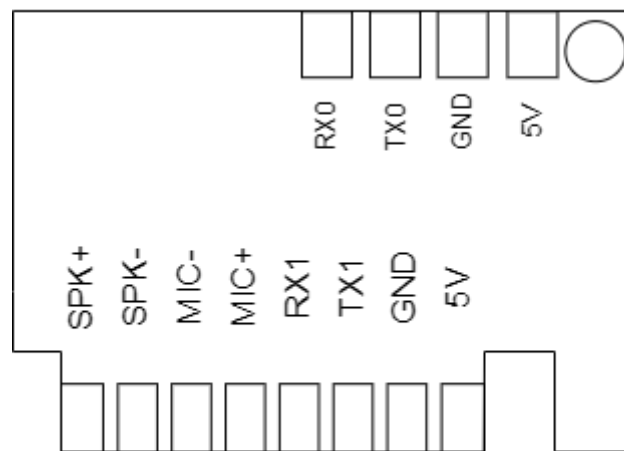 RX0 TX0 GND 5V
SPK+ SPK- MIC- MIC+ RX1 TX1 GND 5V